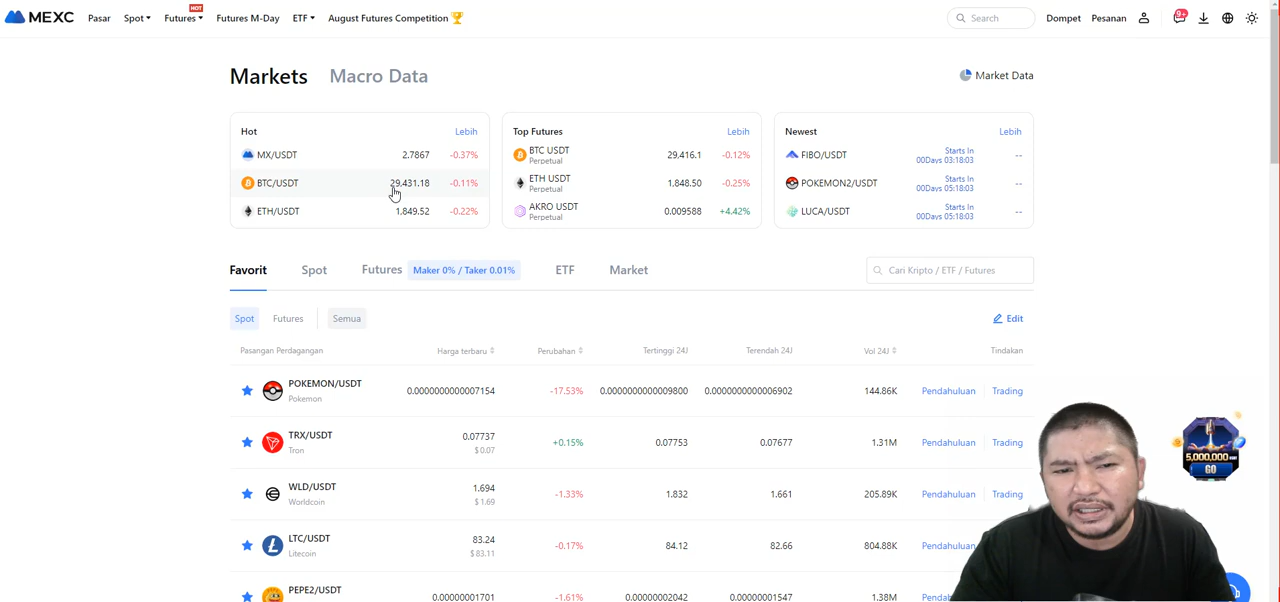 MEXC Pasar Spot Futures HOT Futures M-Day ETF August Futures Competition Search Dompet Pesanan 9+
Markets Macro Data Market Data
Hot Lebih
MX/USDT 2.7867 -0.37%
BTC/USDT 29,431.18 -0.11%
ETH/USDT 1,849.52 -0.22%
Top Futures Lebih
BTC USDT
Perpetual
29,416.1 -0.12%
ETH USDT
Perpetual
1,848.50 -0.25%
AKRO USDT
Perpetual
0.009588 +4.42%
Newest Lebih
FIBO/USDT
Starts In
00Days 03:18:03
--
POKEMON2/USDT
Starts In
00Days 05:18:03
--
LUCA/USDT
Starts In
00Days 05:18:03
--
Favorit Spot Futures Maker 0% / Taker 0.01% ETF Market Cari Kripto / ETF / Futures
Spot Futures Semua Edit
Pasangan Perdagangan Harga terbaru Perubahan Tertinggi 24J Terendah 24J Vol 24J Tindakan
POKEMON/USDT
Pokemon
0.0000000000007154 -17.53% 0.0000000000009800 0.0000000000006902 144.86K Pendahuluan Trading
TRX/USDT
Tron
0.07737
$ 0.07
+0.15% 0.07753 0.07677 1.31M Pendahuluan Trading
WLD/USDT
Worldcoin
1.694
$ 1.69
-1.33% 1.832 1.661 205.89K Pendahuluan Trading
LTC/USDT
Litecoin
83.24
$ 83.11
-0.17% 84.12 82.66 804.88K Pendahuluan
PEPE2/USDT
0.00000001701 -1.61% 0.00000002042 0.00000001547 1.38M Pendah
5,000,000
GO